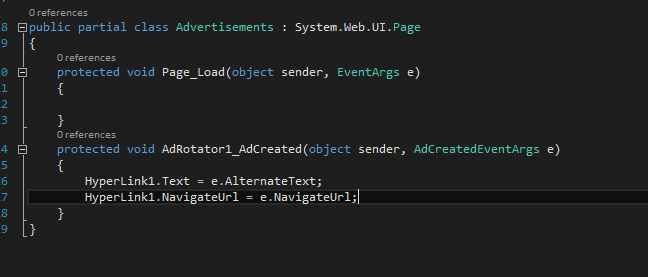 0 references
8 public partial class Advertisements : System.Web.UI.Page
9 {
0 references
0 protected void Page_Load(object sender, EventArgs e)
1 {
2
3 }
0 references
4 protected void AdRotator1_AdCreated(object sender, AdCreatedEventArgs e)
5 {
6 HyperLink1.Text = e.AlternateText;
7 HyperLink1.NavigateUrl = e.NavigateUrl;
8 }
9 }